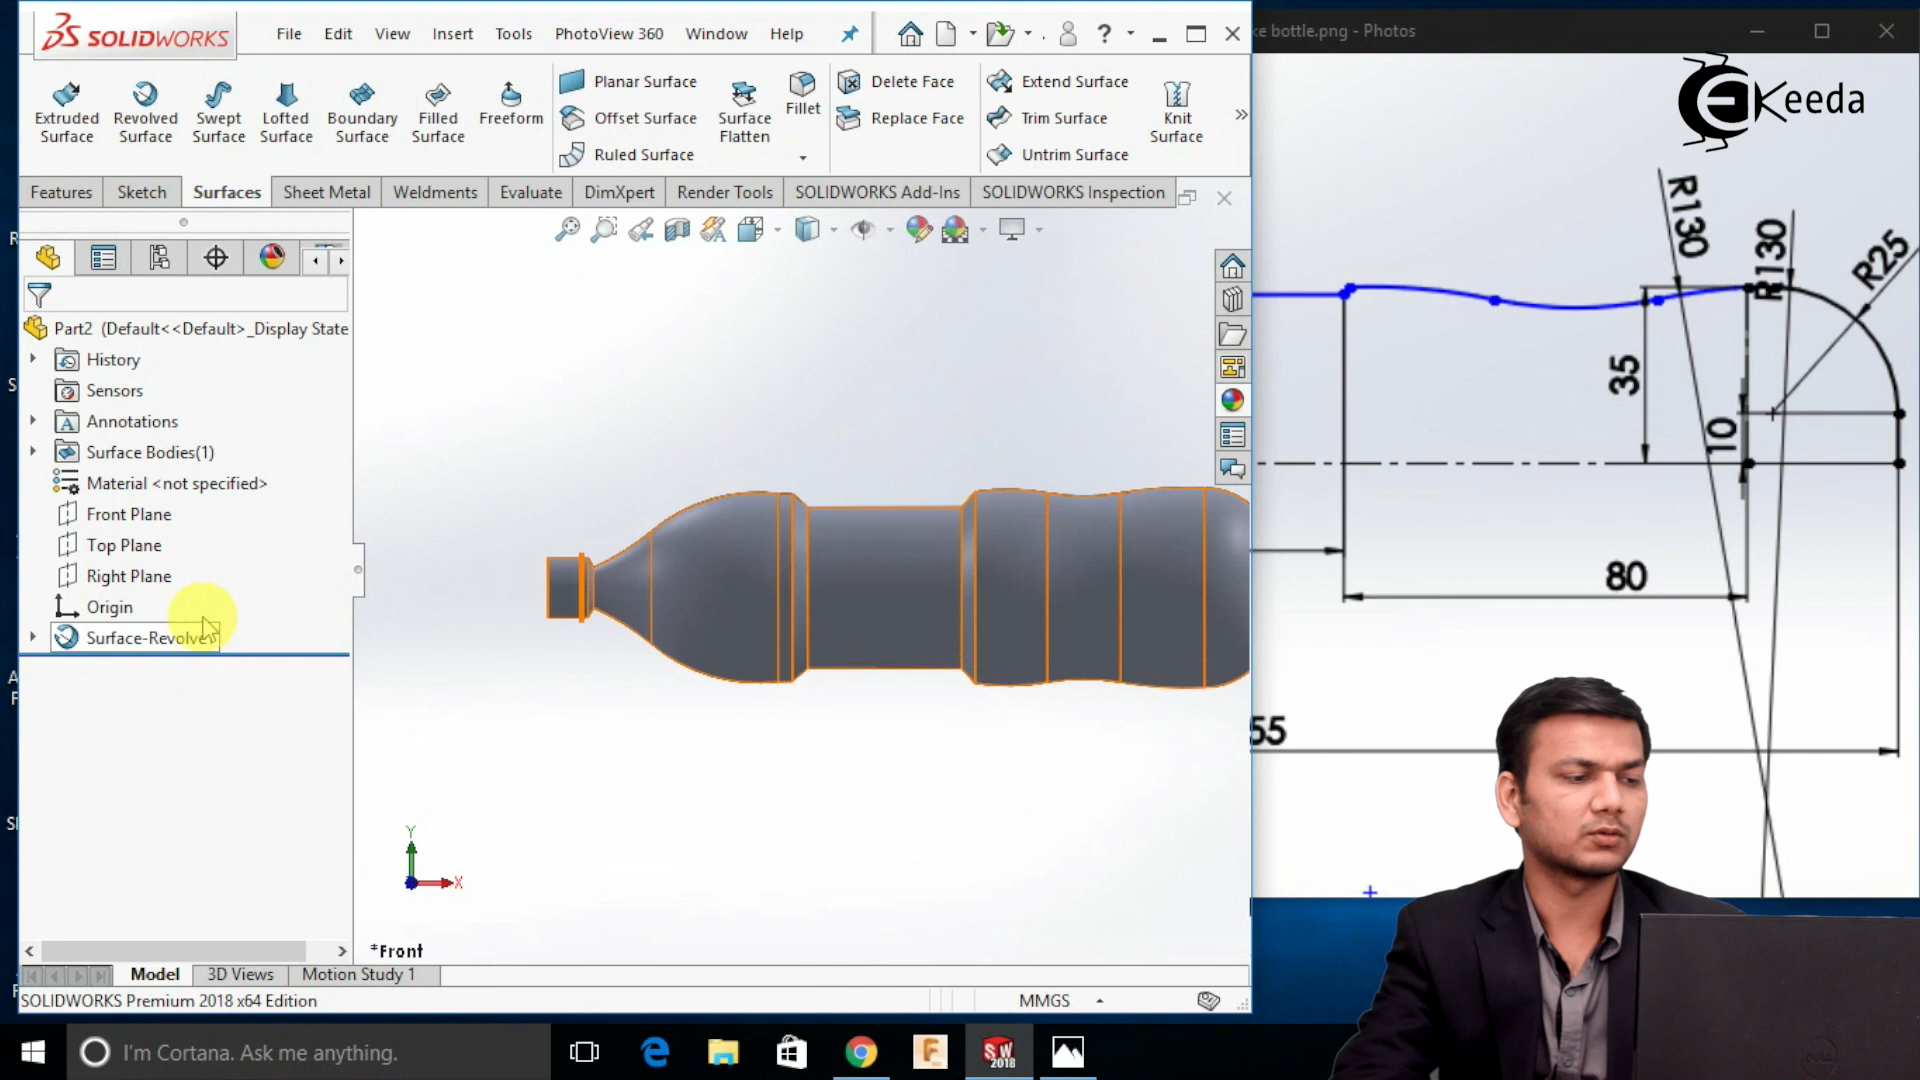 SOLIDWORKS
File Edit View Insert Tools PhotoView 360 Window Help
ke bottle.png - Photos
EKeeda
Extruded Surface
Revolved Surface
Swept Surface
Lofted Surface
Boundary Surface
Filled Surface
Freeform
Planar Surface
Offset Surface
Ruled Surface
Surface Flatten
Fillet
Delete Face
Replace Face
Extend Surface
Trim Surface
Untrim Surface
Knit Surface
Features Sketch Surfaces Sheet Metal Weldments Evaluate DimXpert Render Tools SOLIDWORKS Add-Ins SOLIDWORKS Inspection
Part2 (Default<<Default>_Display State
History
Sensors
Annotations
Surface Bodies(1)
Material <not specified>
Front Plane
Top Plane
Right Plane
Origin
Surface-Revolve
R130
R130
R25
35
10
80
55
Y
X
*Front
Model 3D Views Motion Study 1
SOLIDWORKS Premium 2018 x64 Edition
MMGS
I'm Cortana. Ask me anything.
SW
2018
DELL